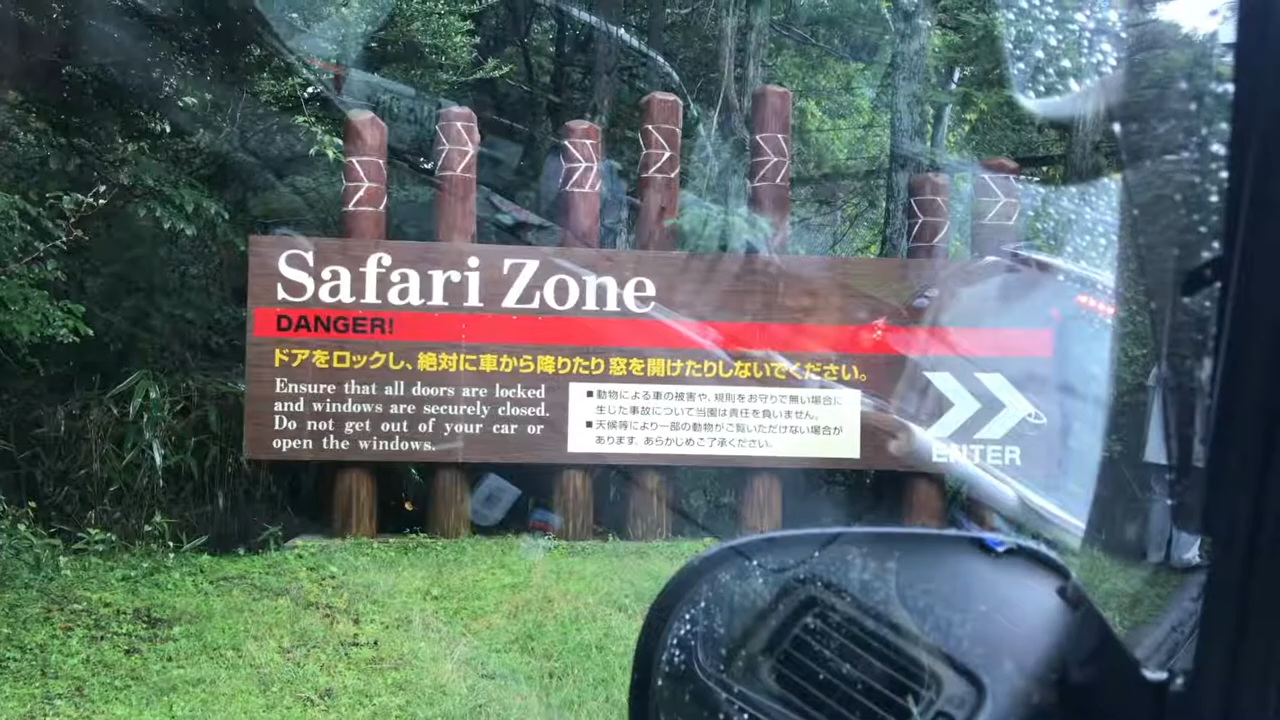 Safari Zone
DANGER!
ドアをロックし、絶対に車から降りたり 窓を開けたりしないでください。
Ensure that all doors are locked
and windows are securely closed.
Do not get out of your car or
open the windows.
■動物による車の被害や、規則をお守りで無い場合に
生じた事故について当園は責任を負いません。
■天候等により一部の動物がご覧いただけない場合が
あります。あらかじめご了承ください。
ENTER